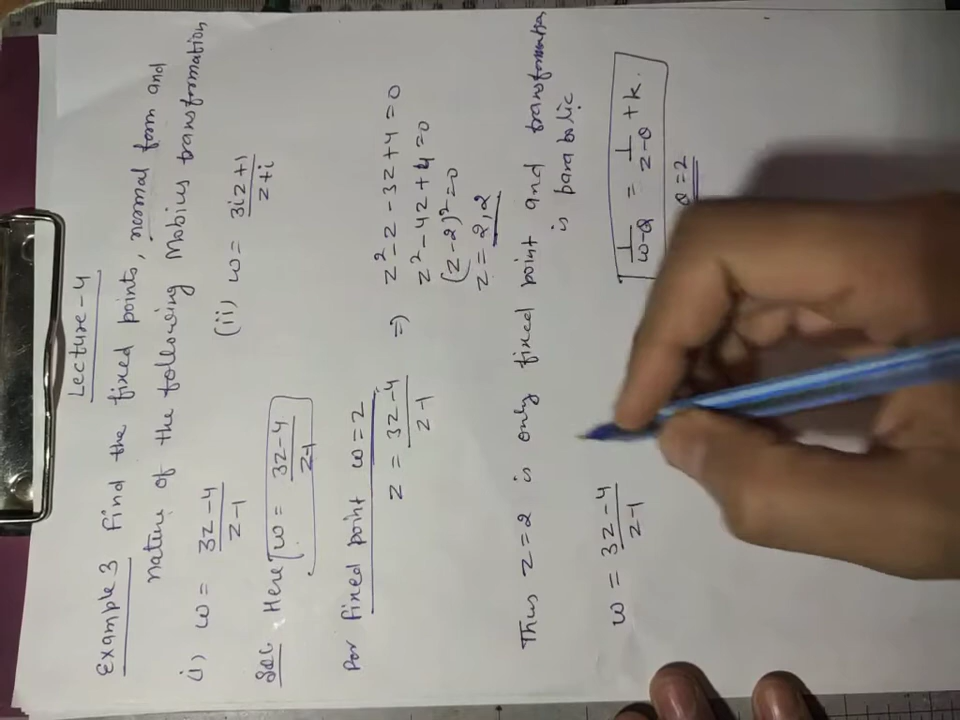 Lecture-4
Example 3 Find the fixed points, normal form and
nature of the following Mobius transformation
(i) w = 3z-4/z-1 (ii) w = 3iz+1/z+i
Sol Here w = 3z-4/z-1
For fixed point w=z
z = 3z-4/z-1 => z²-z-3z+4=0
z²-4z+4=0
(z-2)²=0
z=2,2
Thus z=2 is only fixed point and transformation
is parabolic
w = 3z-4/z-1
1/w-a = 1/z-a + k.
a=2